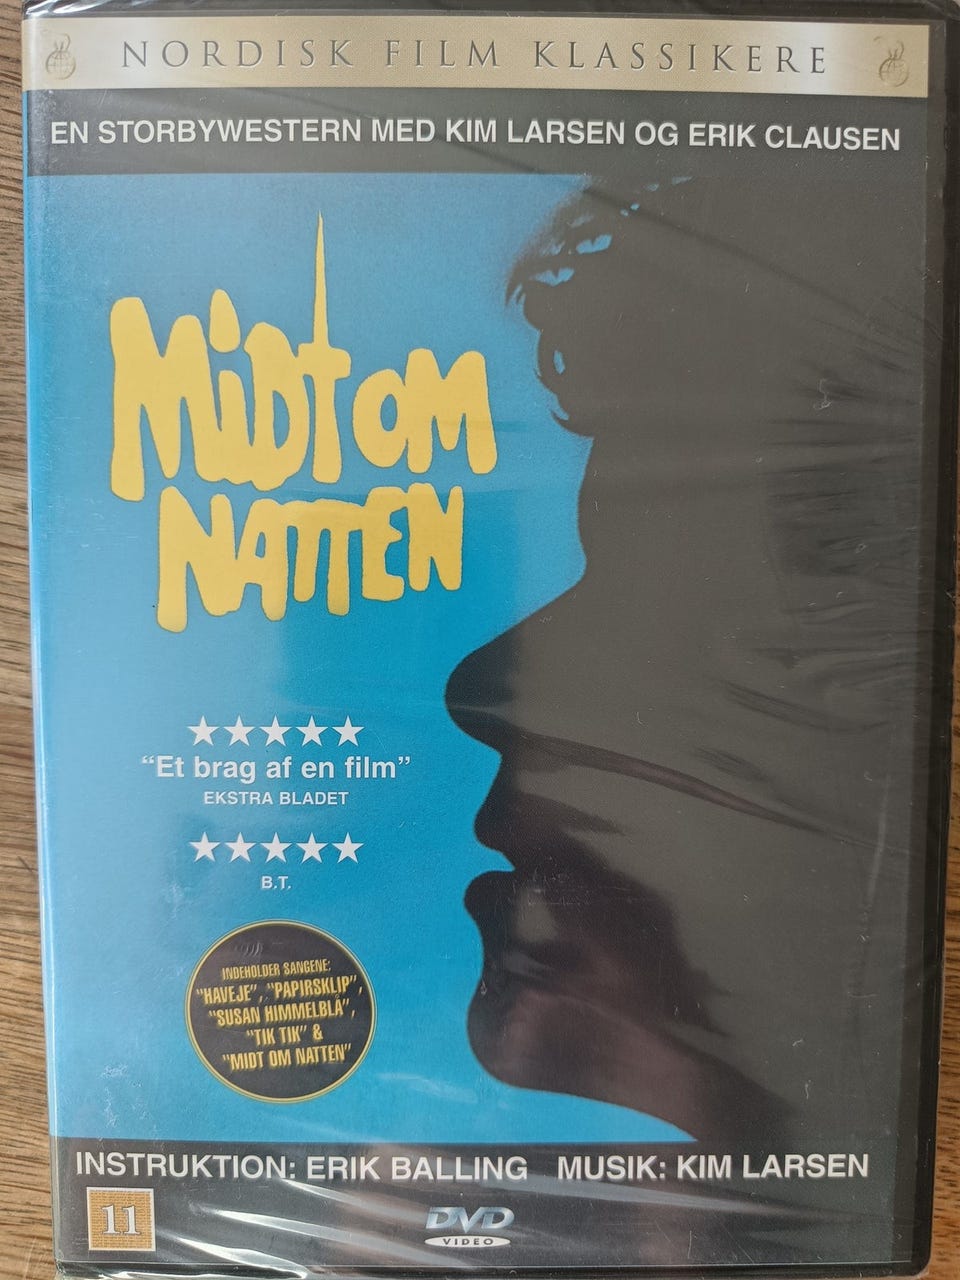 NORDISK FILM KLASSIKERE
EN STORBYWESTERN MED KIM LARSEN OG ERIK CLAUSEN
MIDT OM
NATTEN
"Et brag af en film"
EKSTRA BLADET
B.T.
INDEHOLDER SANGENE:
"HAVEJE", "PAPIRSKLIP",
"SUSAN HIMMELBLÅ",
"TIK TIK" &
"MIDT OM NATTEN"
INSTRUKTION: ERIK BALLING MUSIK: KIM LARSEN
11
DVD
VIDEO